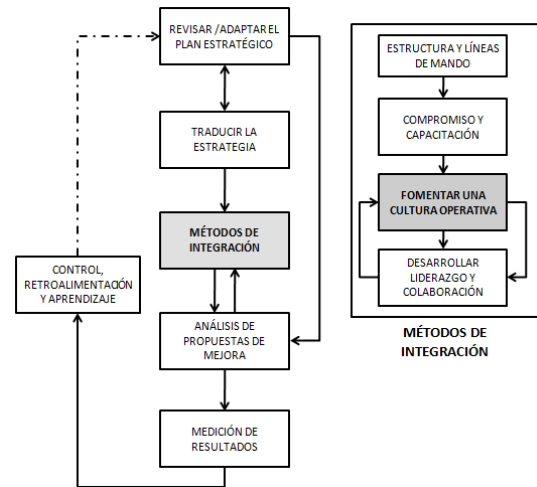 REVISAR /ADAPTAR EL
PLAN ESTRATÉGICO
TRADUCIR LA
ESTRATEGIA
MÉTODOS DE
INTEGRACIÓN
CONTROL,
RETROALIMENTACIÓN
Y APRENDIZAJE
ANÁLISIS DE
PROPUESTAS DE
MEJORA
MEDICIÓN DE
RESULTADOS
ESTRUCTURA Y LÍNEAS
DE MANDO
COMPROMISO Y
CAPACITACIÓN
FOMENTAR UNA
CULTURA OPERATIVA
DESARROLLAR
LIDERAZGO Y
COLABORACIÓN
MÉTODOS DE
INTEGRACIÓN